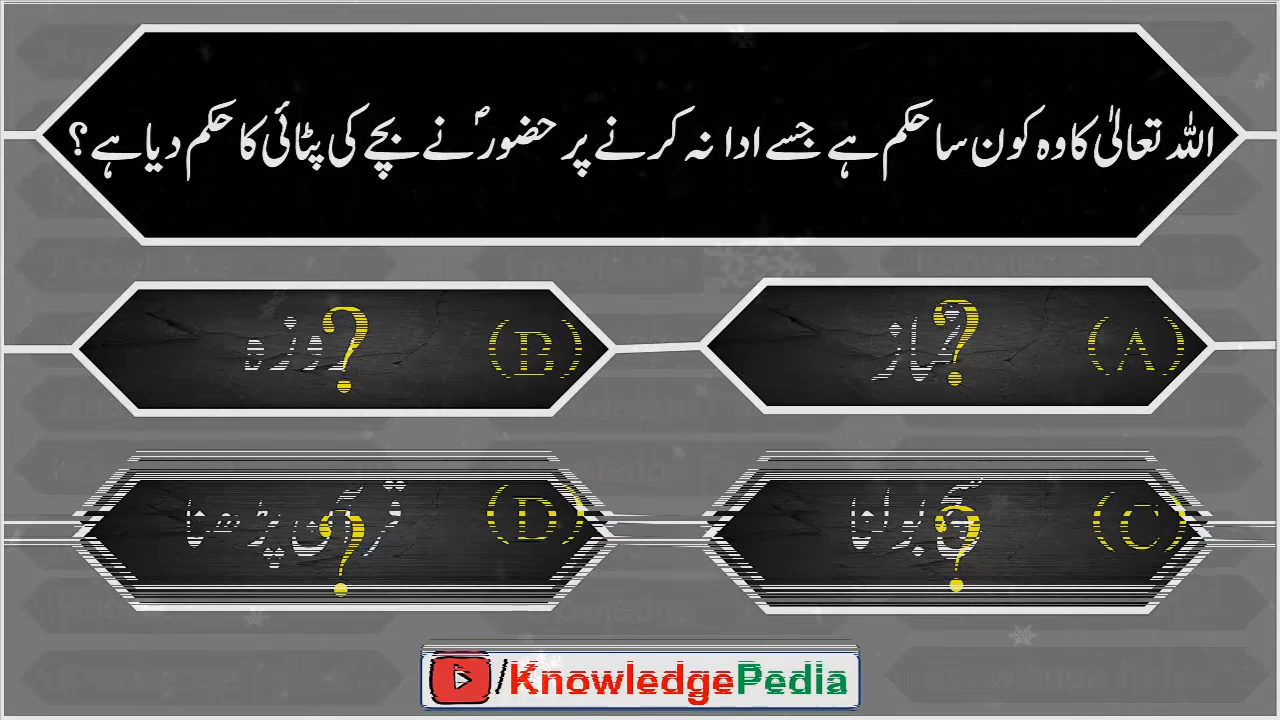 اللہ تعالیٰ کا وہ کون سا حکم ہے جسے ادا نہ کرنے پر حضورؐ نے بچے کی پٹائی کا حکم دیا ہے؟
(A) نماز ?
(B) روزہ ?
(C) سچ بولنا ?
(D) قرآن پڑھنا ?
/KnowledgePedia